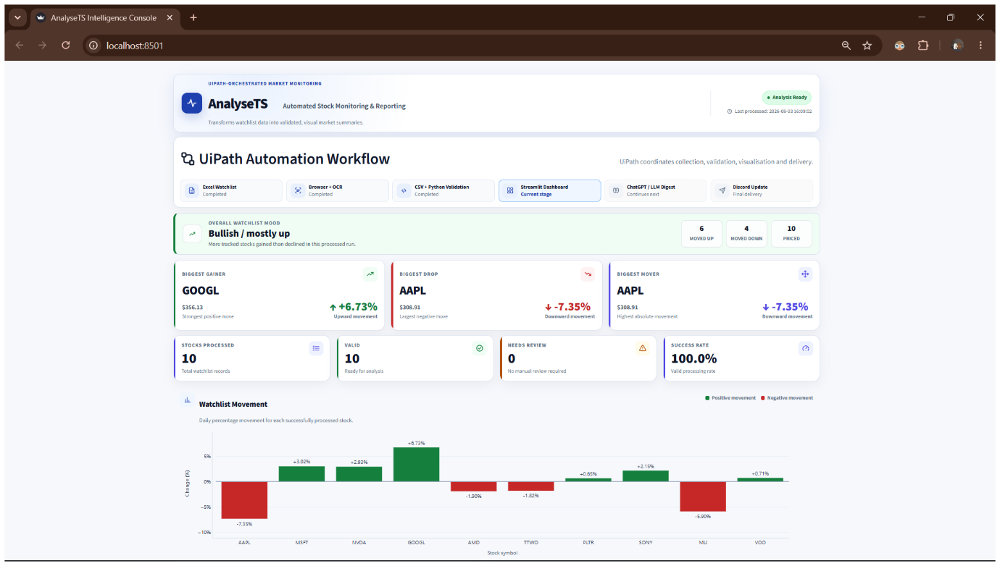 AnalyseTS Intelligence Console
localhost:8501
UIPATH-ORCHESTRATED MARKET MONITORING
AnalyseTS Automated Stock Monitoring & Reporting
Transforms watchlist data into validated, visual market summaries.
Analysis Ready
Last processed: 2026-08-03 16:09:02
UiPath Automation Workflow
UiPath coordinates collection, validation, visualisation and delivery.
Excel Watchlist
Completed
Browser + OCR
Completed
CSV + Python Validation
Completed
Streamlit Dashboard
Current stage
ChatGPT / LLM Digest
Continues next
Discord Update
Final delivery
OVERALL WATCHLIST MOOD
Bullish / mostly up
More tracked stocks gained than declined in this processed run.
6
MOVED UP
4
MOVED DOWN
10
PRICED
BIGGEST GAINER
GOOGL
$356.13
Strongest positive move
↑ +6.73%
Upward movement
BIGGEST DROP
AAPL
$308.91
Largest negative move
↓ -7.35%
Downward movement
BIGGEST MOVER
AAPL
$308.91
Highest absolute movement
↓ -7.35%
Downward movement
STOCKS PROCESSED
10
Total watchlist records
VALID
10
Ready for analysis
NEEDS REVIEW
0
No manual review required
SUCCESS RATE
100.0%
Valid processing rate
Watchlist Movement
Daily percentage movement for each successfully processed stock.
Positive movement Negative movement
Change (%)
5%
0%
−5%
−10%
-7.35% +3.02% +2.93% +6.73% -1.90% -1.82% +0.65% +2.15% -5.90% +0.71%
AAPL MSFT NVDA GOOGL AMD TTWO PLTR SONY MU VOO
Stock symbol